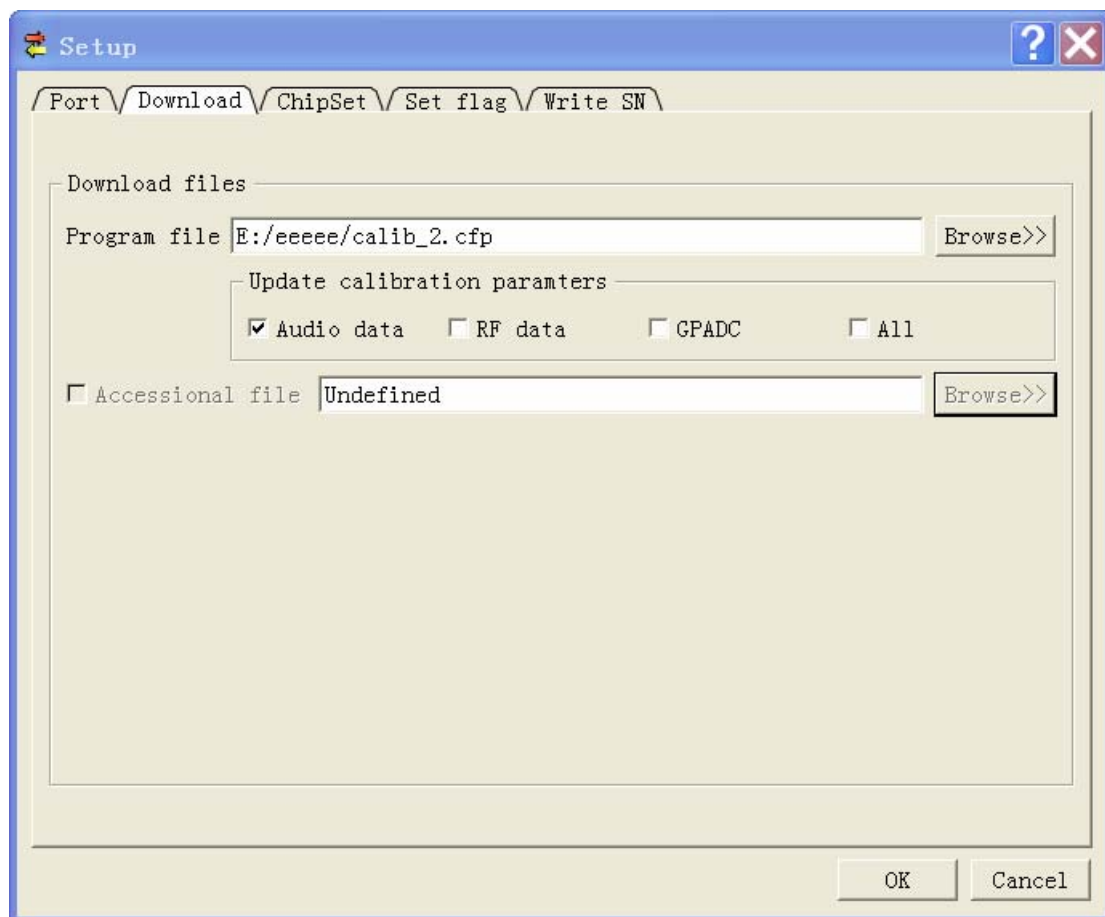 Setup
Port Download ChipSet Set flag Write SN
Download files
Program file E:/eeeee/calib_2.cfp Browse>>
Update calibration paramters
Audio data RF data GPADC All
Accessional file Undefined Browse>>
OK Cancel